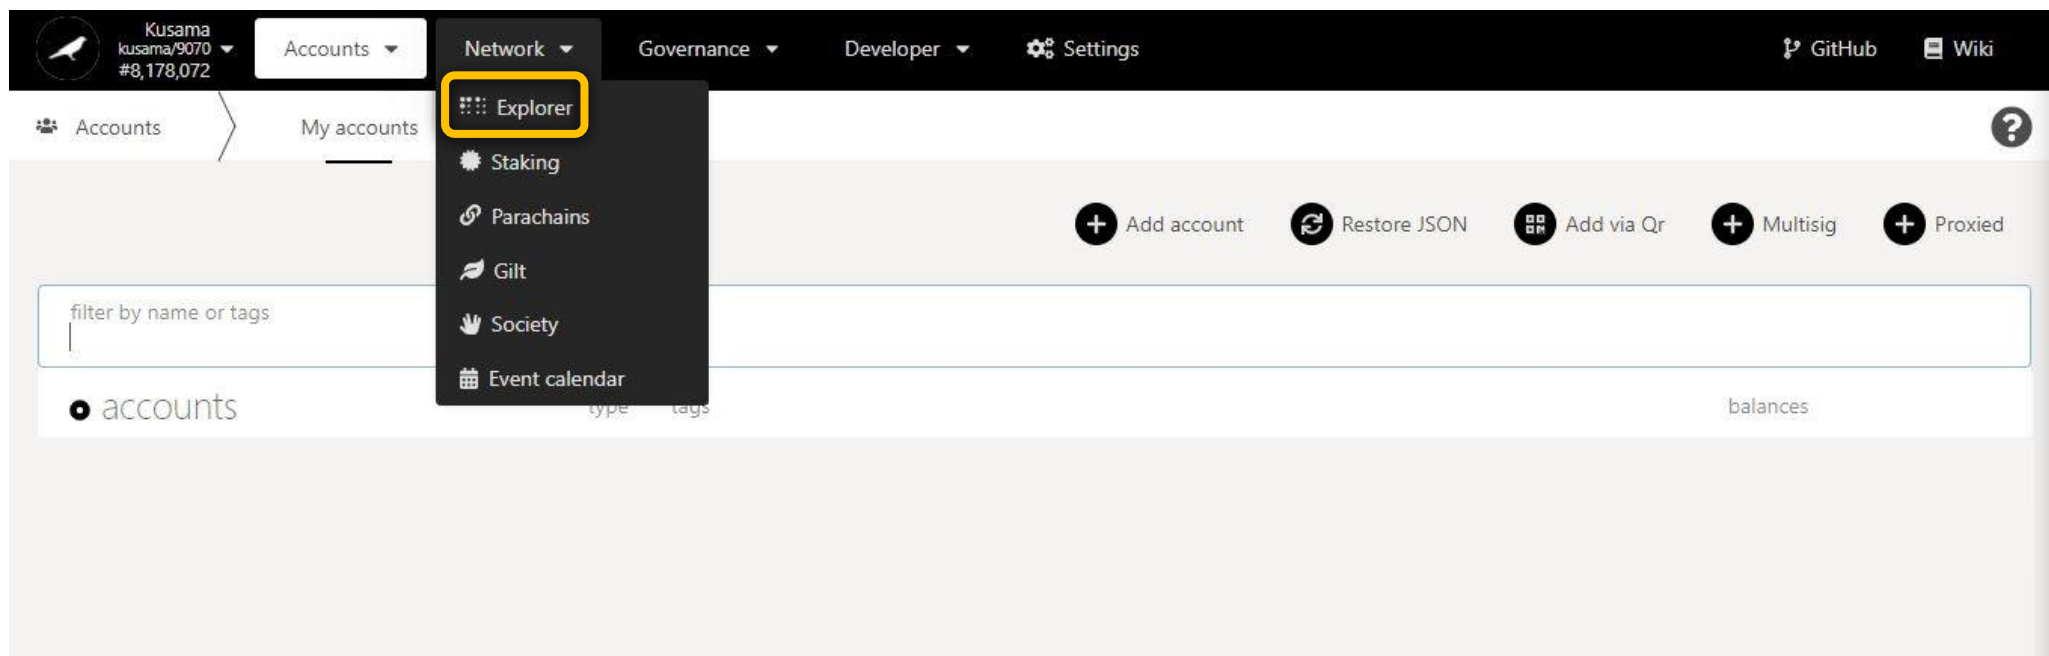 Kusama
kusama/9070
#8,178,072
Accounts
Network
Governance
Developer
Settings
GitHub
Wiki
Accounts
My accounts
Explorer
Staking
Parachains
Gilt
Society
Event calendar
Add account
Restore JSON
Add via Qr
Multisig
Proxied
filter by name or tags
accounts
type
tags
balances